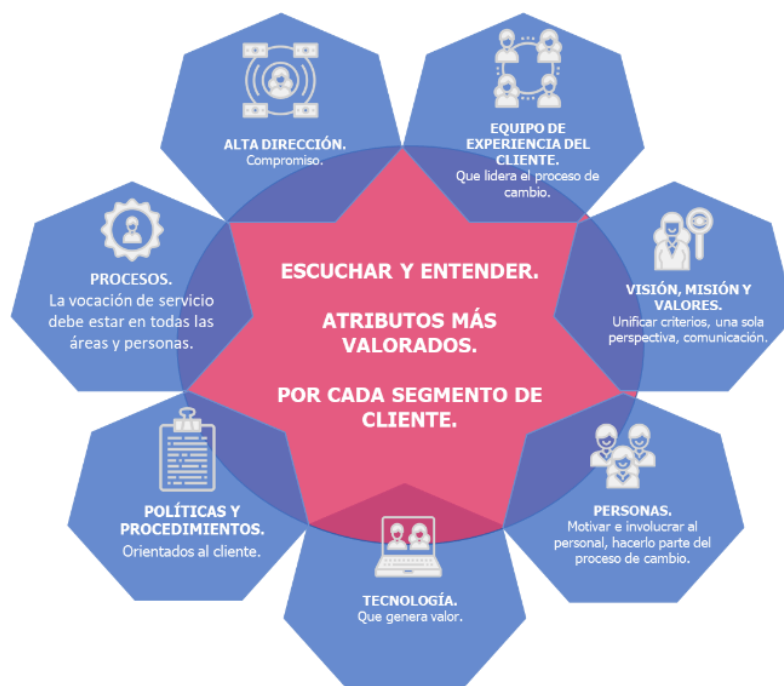 ALTA DIRECCIÓN.
Compromiso.
EQUIPO DE
EXPERIENCIA DEL
CLIENTE.
Que lidera el proceso de
cambio.
VISIÓN, MISIÓN Y
VALORES.
Unificar criterios, una sola
perspectiva, comunicación.
PERSONAS.
Motivar e involucrar al
personal, hacerlo parte del
proceso de cambio.
TECNOLOGÍA.
Que genera valor.
POLÍTICAS Y
PROCEDIMIENTOS.
Orientados al cliente.
PROCESOS.
La vocación de servicio
debe estar en todas las
áreas y personas.
ESCUCHAR Y ENTENDER.
ATRIBUTOS MÁS
VALORADOS.
POR CADA SEGMENTO DE
CLIENTE.